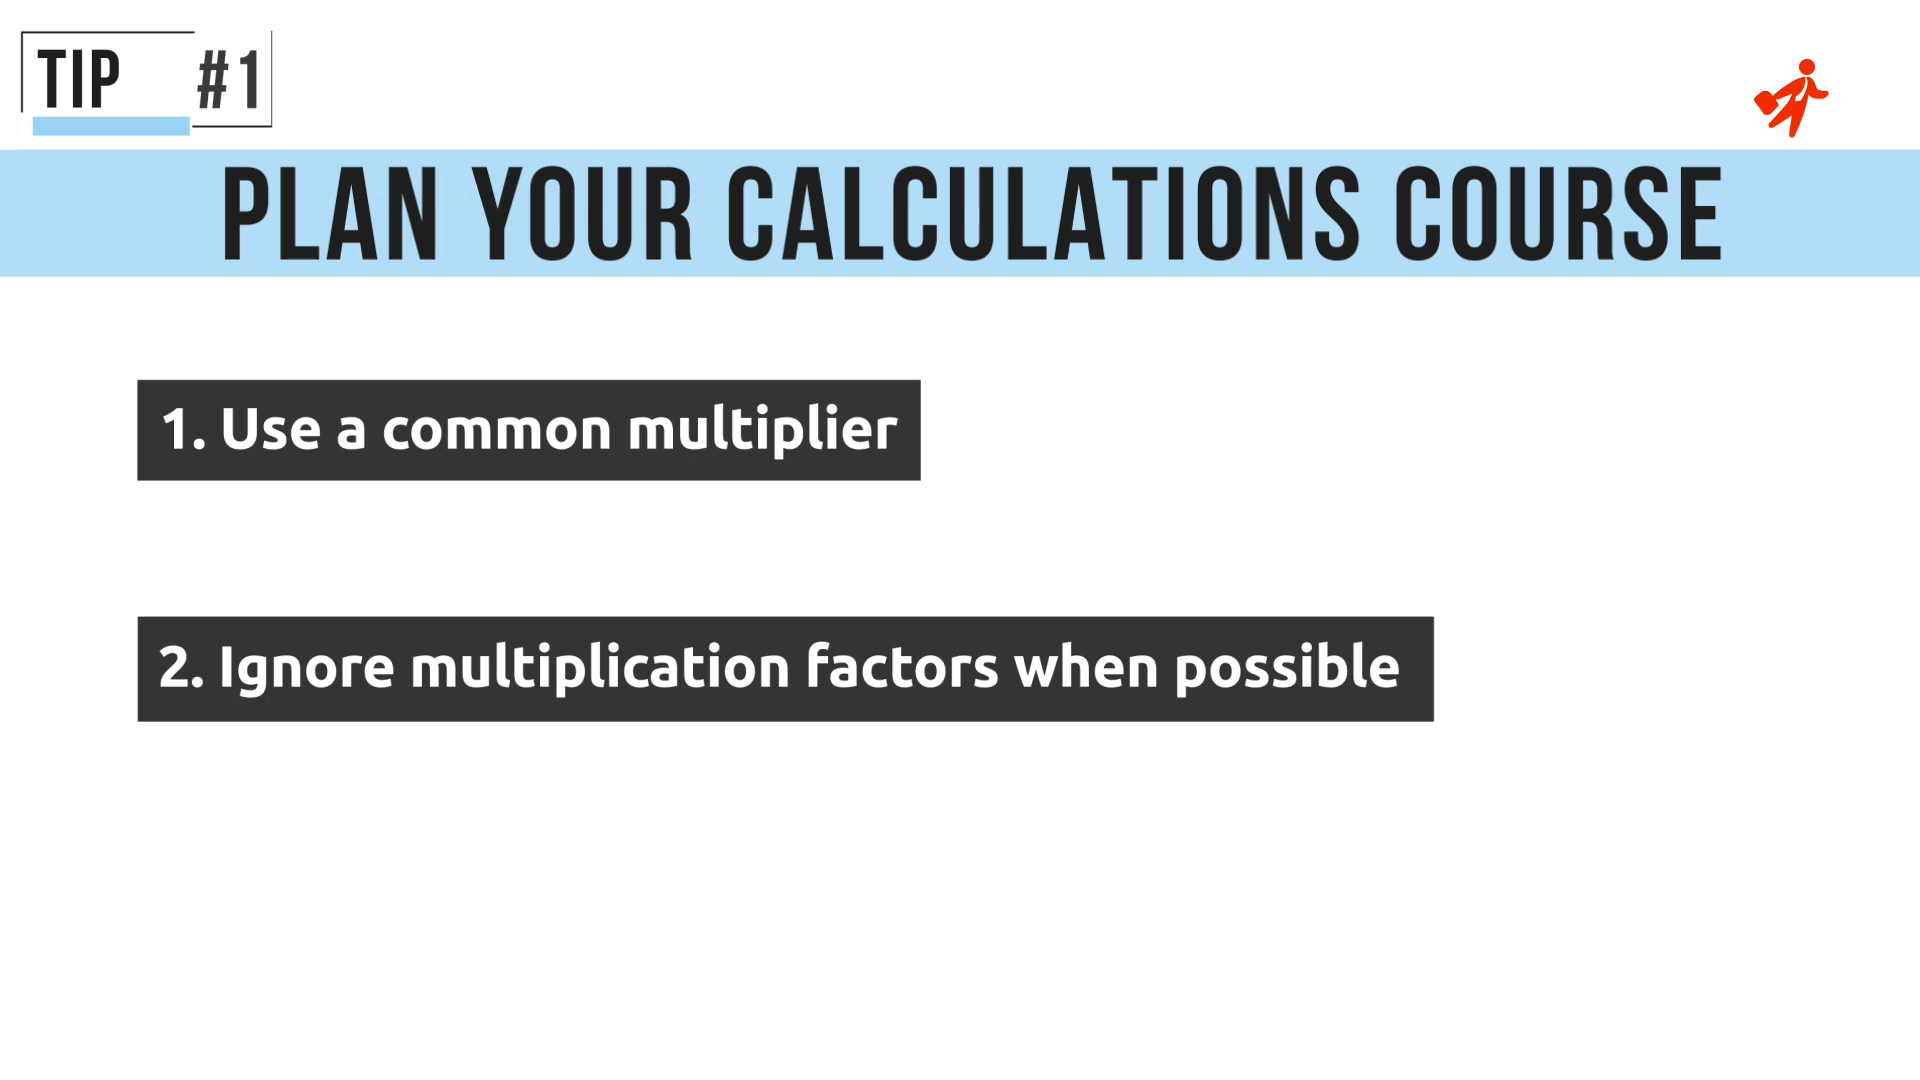 TIP #1
PLAN YOUR CALCULATIONS COURSE
1. Use a common multiplier
2. Ignore multiplication factors when possible